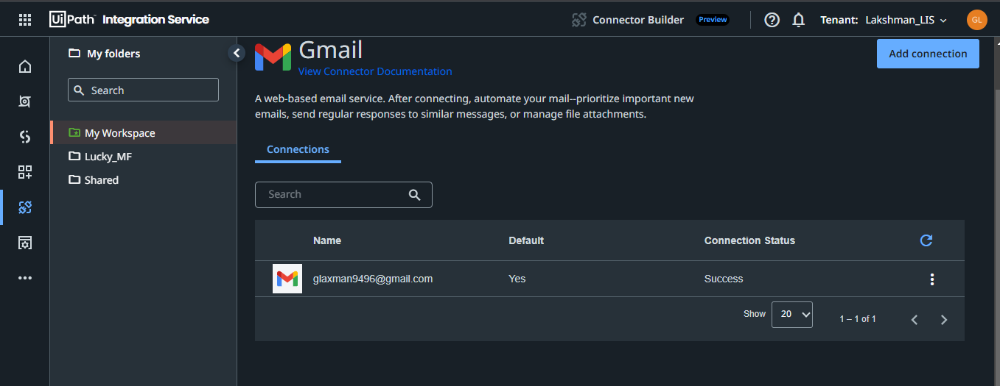 UiPath™ Integration Service
Connector Builder Preview
Tenant: Lakshman_LIS
GL
My folders
Search
My Workspace
Lucky_MF
Shared
Gmail
View Connector Documentation
Add connection
A web-based email service. After connecting, automate your mail--prioritize important new
emails, send regular responses to similar messages, or manage file attachments.
Connections
Search
Name Default Connection Status
glaxman9496@gmail.com Yes Success
Show 20 1 – 1 of 1